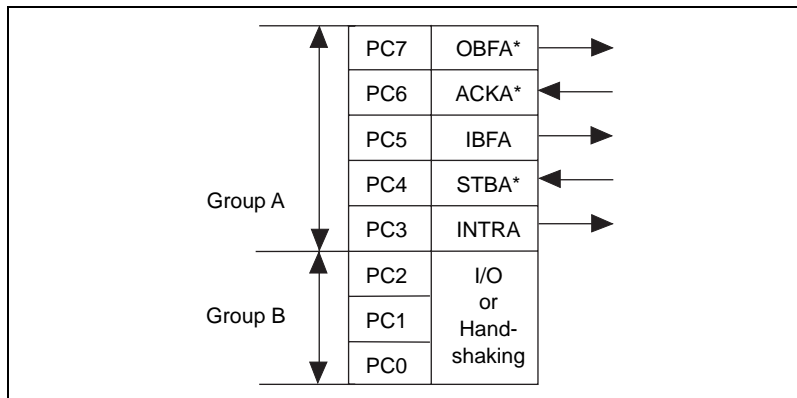 PC7 OBFA*
PC6 ACKA*
PC5 IBFA
PC4 STBA*
Group A
PC3 INTRA
PC2 I/O
or
Group B
PC1 Hand-
PC0 shaking